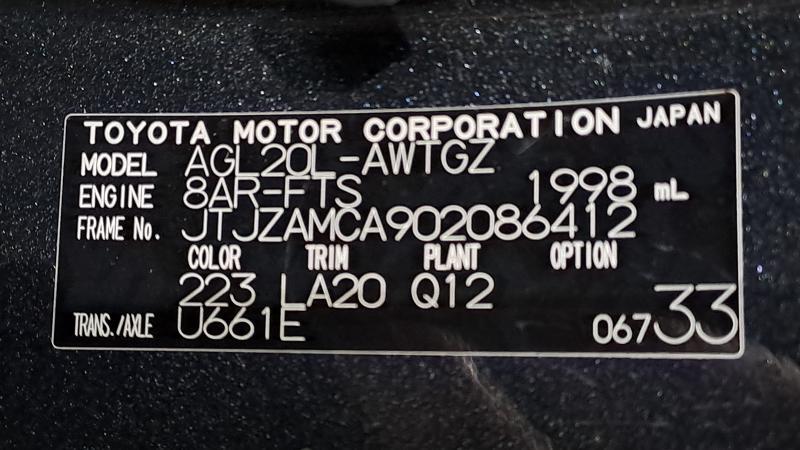 TOYOTA MOTOR CORPORATION JAPAN
MODEL AGL20L-AWTGZ
ENGINE 8AR-FTS 1998 mL
FRAME No. JTJZAMCA902086412
COLOR TRIM PLANT OPTION
223 LA20 Q12
TRANS./AXLE U661E 06733